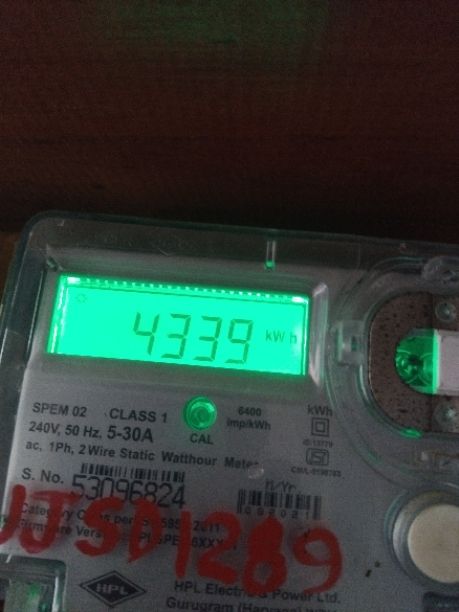 4339 kWh
SPEM 02 CLASS 1 6400 imp/kWh kWh
240V, 50 Hz, 5-30A CAL
ac, 1Ph, 2 Wire Static Watthour Meter
S. No. 53096824 M/Yr.
JSD1289
HPL HPL Electric & Power Ltd.